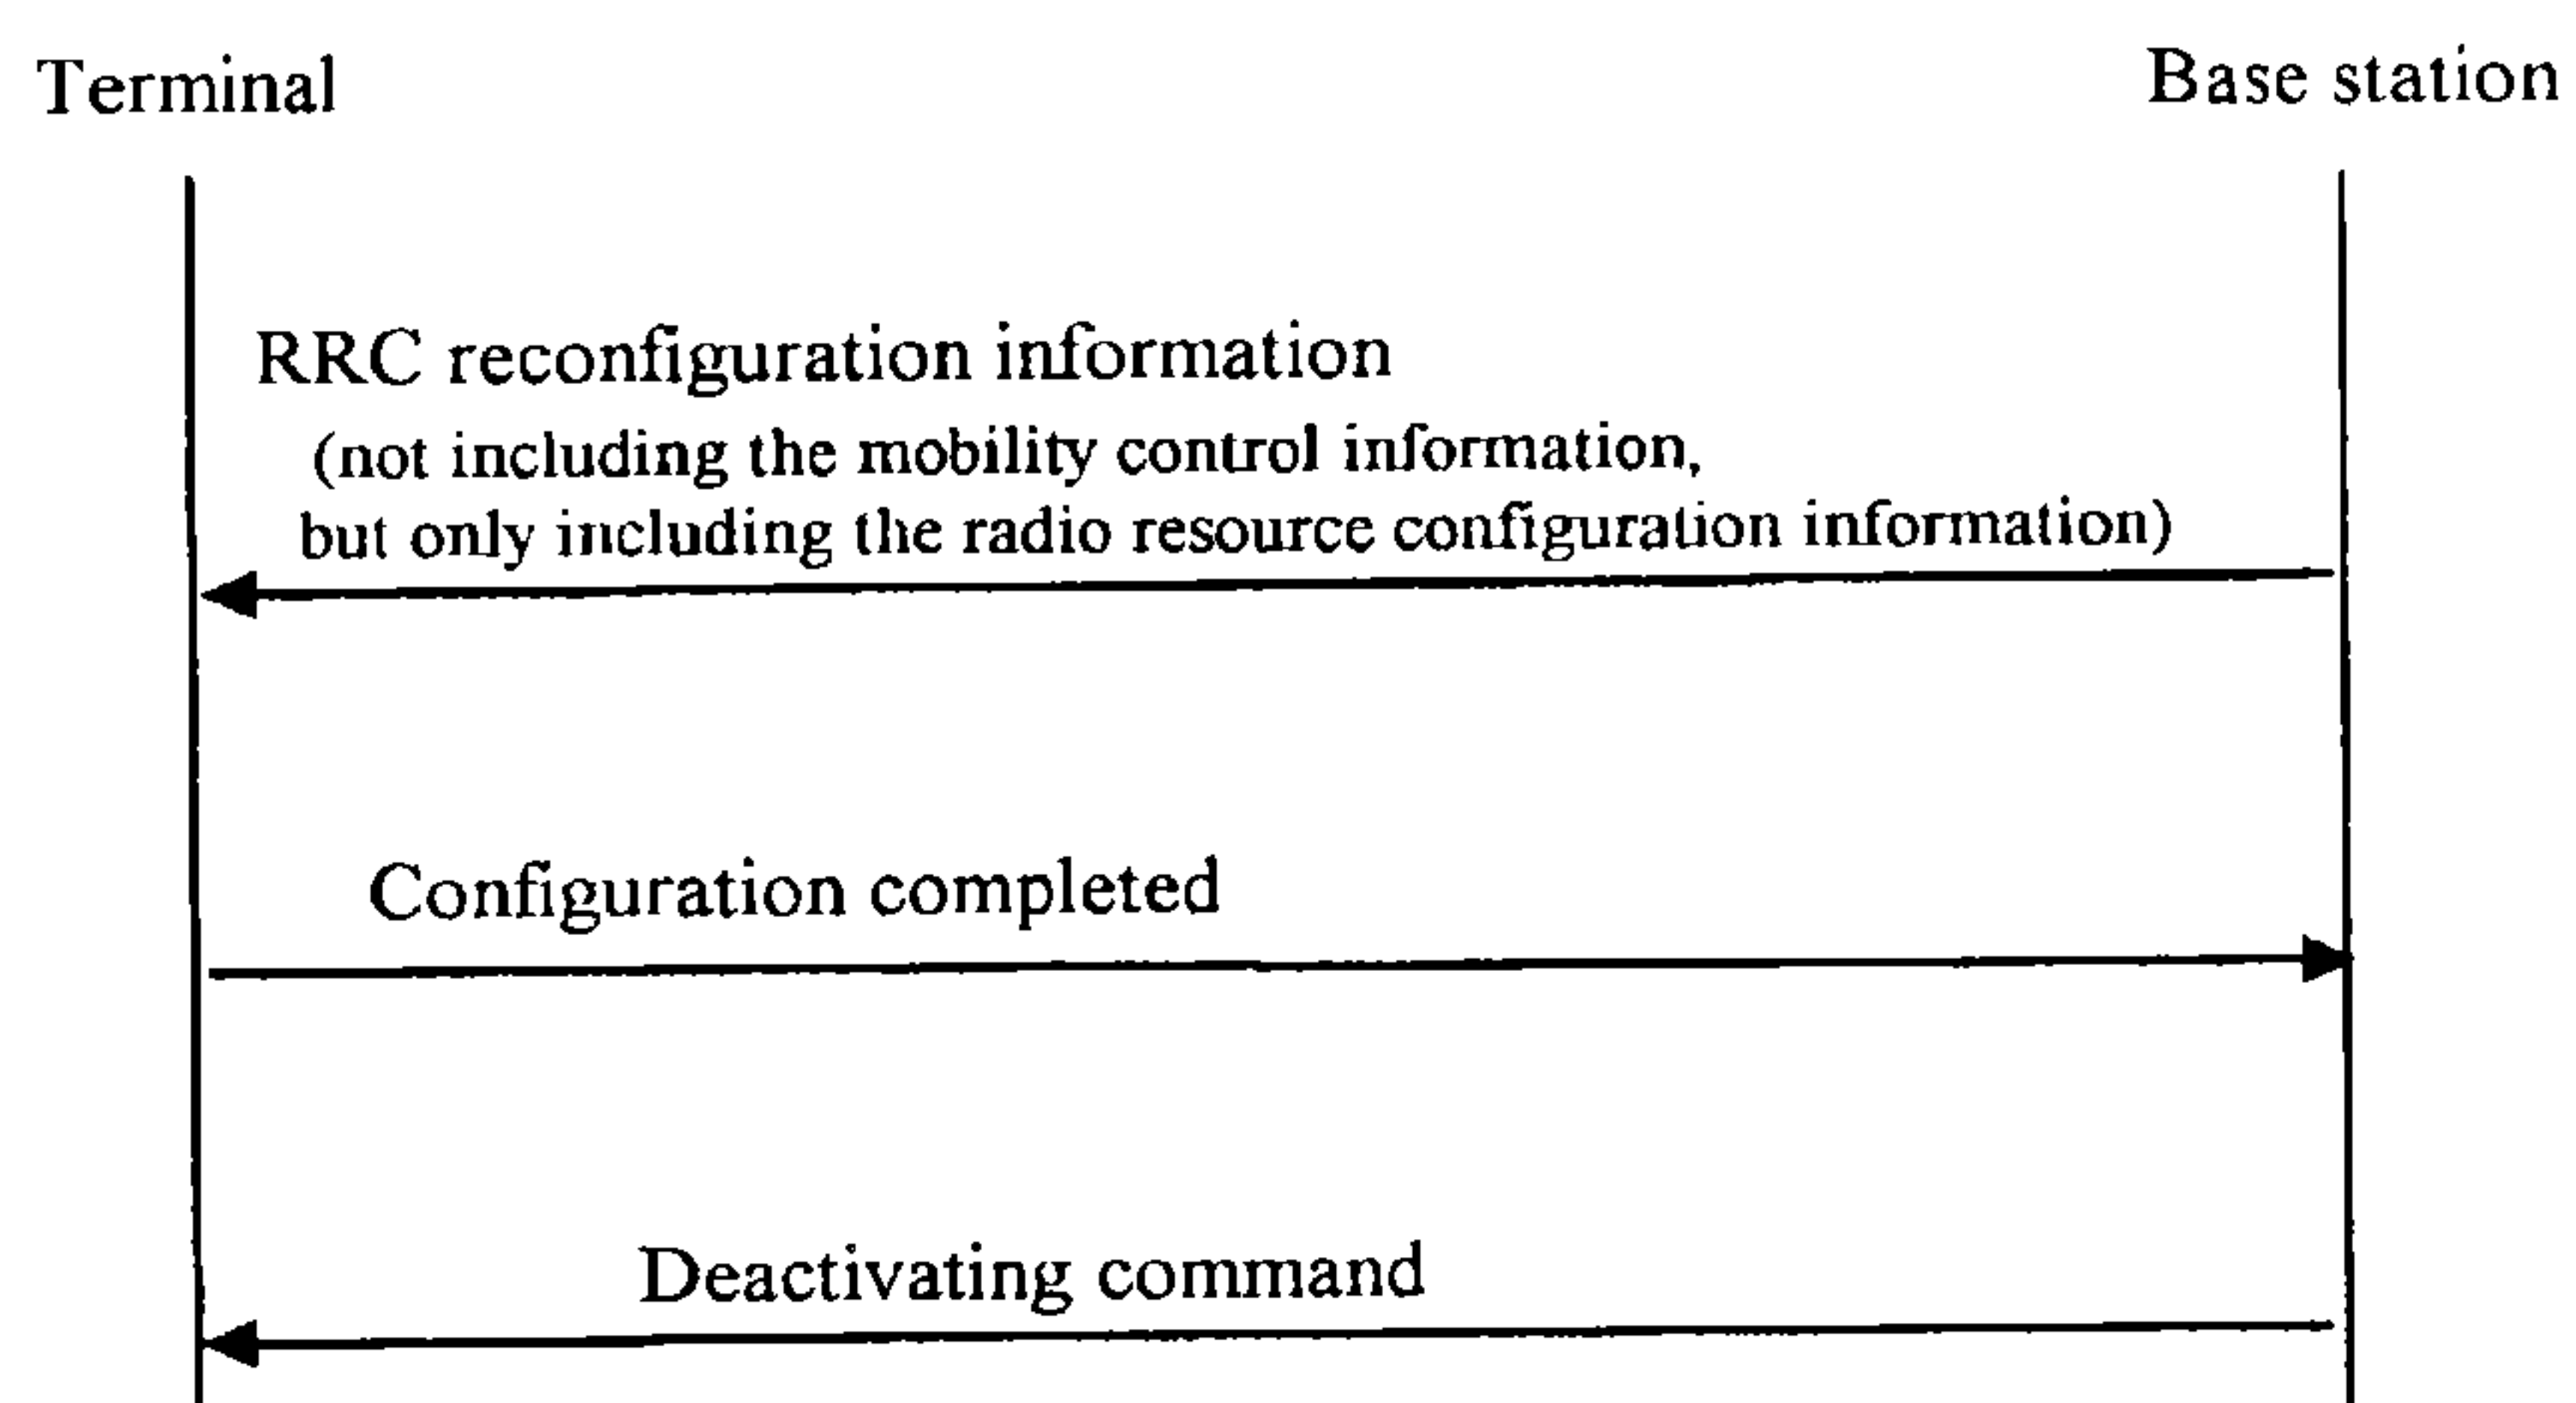 Terminal
Base station
RRC reconfiguration information
(not including the mobility control information,
but only including the radio resource configuration information)
Configuration completed
Deactivating command